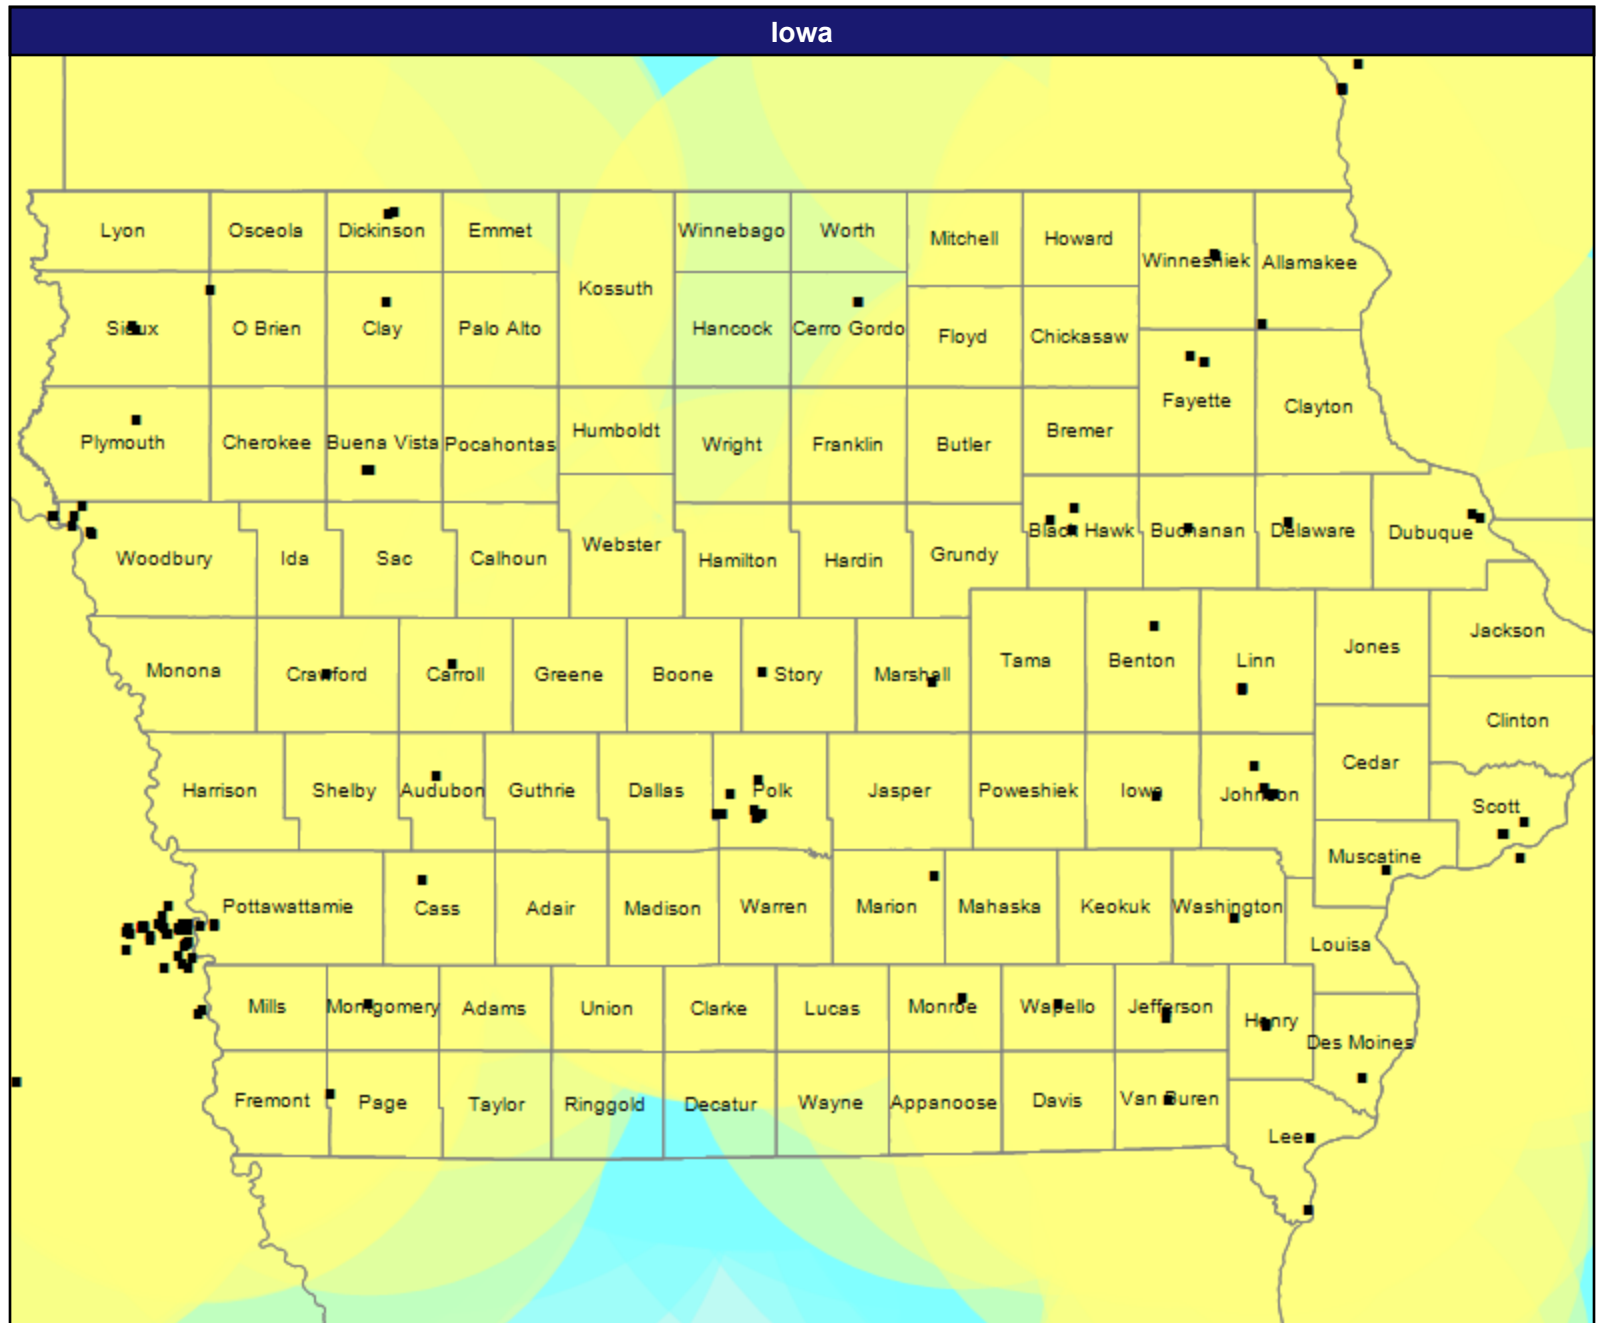 Iowa
Lyon
Osceola
Dickinson
Emmet
Winnebago
Worth
Mitchell
Howard
Winneshiek
Allamakee
Kossuth
Sioux
O Brien
Clay
Palo Alto
Hancock
Cerro Gordo
Floyd
Chickasaw
Fayette
Clayton
Plymouth
Cherokee
Buena Vista
Pocahontas
Humboldt
Wright
Franklin
Butler
Bremer
Woodbury
Ida
Sac
Calhoun
Webster
Hamilton
Hardin
Grundy
Black Hawk
Buchanan
Delaware
Dubuque
Monona
Crawford
Carroll
Greene
Boone
Story
Marshall
Tama
Benton
Linn
Jones
Jackson
Clinton
Harrison
Shelby
Audubon
Guthrie
Dallas
Polk
Jasper
Poweshiek
Iowa
Johnson
Cedar
Scott
Muscatine
Pottawattamie
Cass
Adair
Madison
Warren
Marion
Mahaska
Keokuk
Washington
Louisa
Mills
Montgomery
Adams
Union
Clarke
Lucas
Monroe
Wapello
Jefferson
Henry
Des Moines
Fremont
Page
Taylor
Ringgold
Decatur
Wayne
Appanoose
Davis
Van Buren
Lee